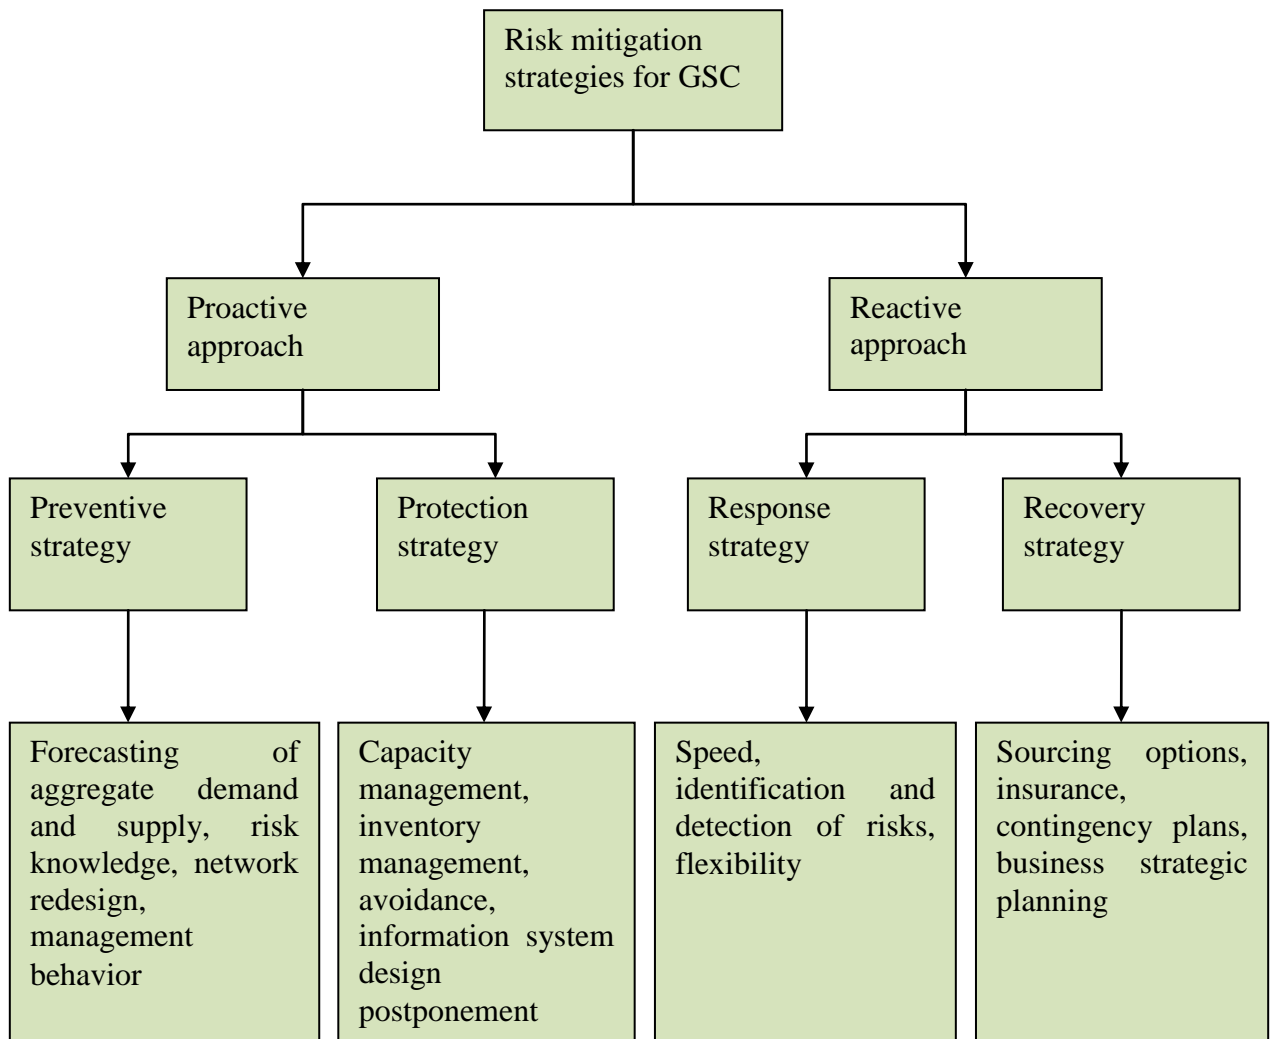 Risk mitigation
strategies for GSC
Proactive
approach
Reactive
approach
Preventive
strategy
Protection
strategy
Response
strategy
Recovery
strategy
Forecasting of
aggregate demand
and supply, risk
knowledge, network
redesign,
management
behavior
Capacity
management,
inventory
management,
avoidance,
information system
design
postponement
Speed,
identification and
detection of risks,
flexibility
Sourcing options,
insurance,
contingency plans,
business strategic
planning